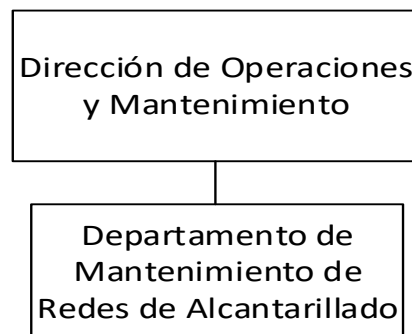 Dirección de Operaciones
y Mantenimiento
Departamento de
Mantenimiento de
Redes de Alcantarillado